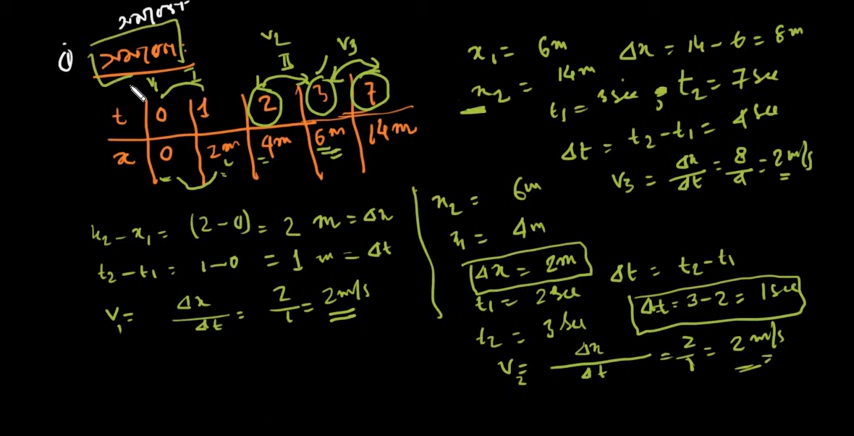 i)
V1 V2 V3
I II
t 0 1 2 3 7
x 0 2m 4m 6m 14m
x2-x1 = (2-0) = 2 m = Δx
t2-t1 = 1-0 = 1 m = Δt
V1 = Δx/Δt = 2/1 = 2m/s
x1 = 6m Δx = 14-6 = 8m
x2 = 14m
t1 = 3sec ; t2 = 7sec
Δt = t2-t1 = 4sec
V3 = Δx/Δt = 8/4 = 2m/s
x2 = 6m
x1 = 4m
Δx = 2m Δt = t2-t1
t1 = 2sec Δt = 3-2 = 1sec
t2 = 3sec
V2 = Δx/Δt = 2/1 = 2m/s